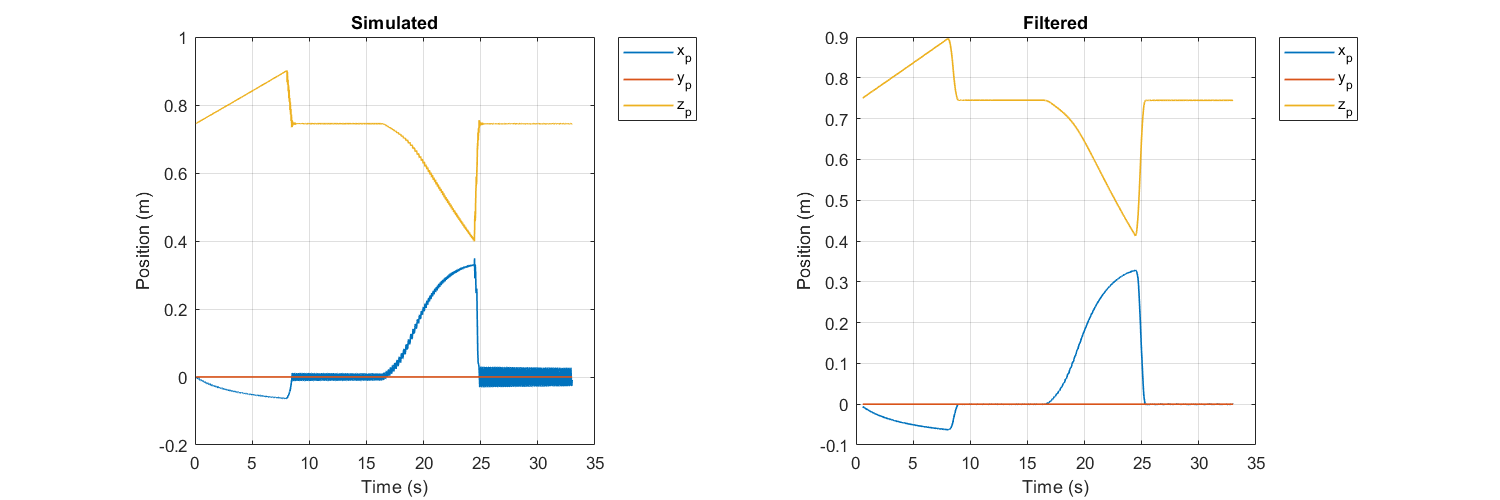 Simulated
1
0.8
0.6
0.4
0.2
0
-0.2
0 5 10 15 20 25 30 35
Position (m)
Time (s)
x_p
y_p
z_p
Filtered
0.9
0.8
0.7
0.6
0.5
0.4
0.3
0.2
0.1
0
-0.1
0 5 10 15 20 25 30 35
Position (m)
Time (s)
x_p
y_p
z_p